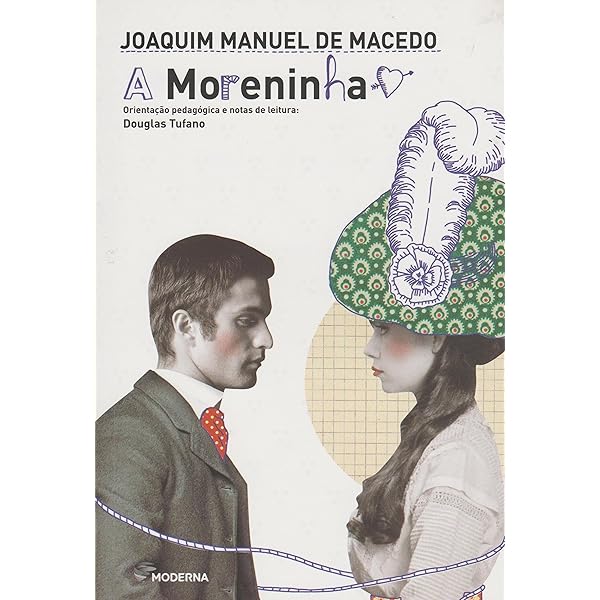 JOAQUIM MANUEL DE MACEDO
A Moreninha
Orientação pedagógica e notas de leitura:
Douglas Tufano
MODERNA